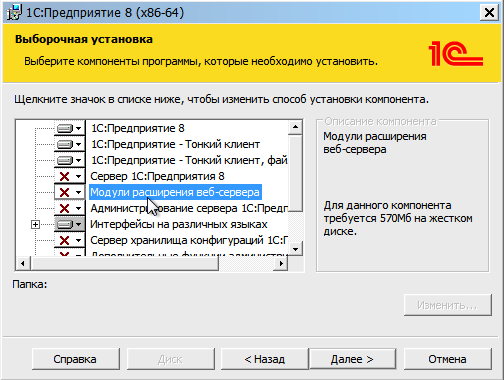 1С:Предприятие 8 (x86-64)
Выборочная установка
Выберите компоненты программы, которые необходимо установить.
1С
Щелкните значок в списке ниже, чтобы изменить способ установки компонента.
1С:Предприятие 8
1С:Предприятие - Тонкий клиент
1С:Предприятие - Тонкий клиент, фай
Сервер 1С:Предприятия 8
Модули расширения веб-сервера
Администрирование сервера 1С:Предп
Интерфейсы на различных языках
Сервер хранилища конфигураций 1С:П
Дополнительные функции администри
Описание компонента
Модули расширения
веб-сервера
Для данного компонента
требуется 570Мб на жестком
диске.
Папка:
Изменить...
Справка
Диск
< Назад
Далее >
Отмена